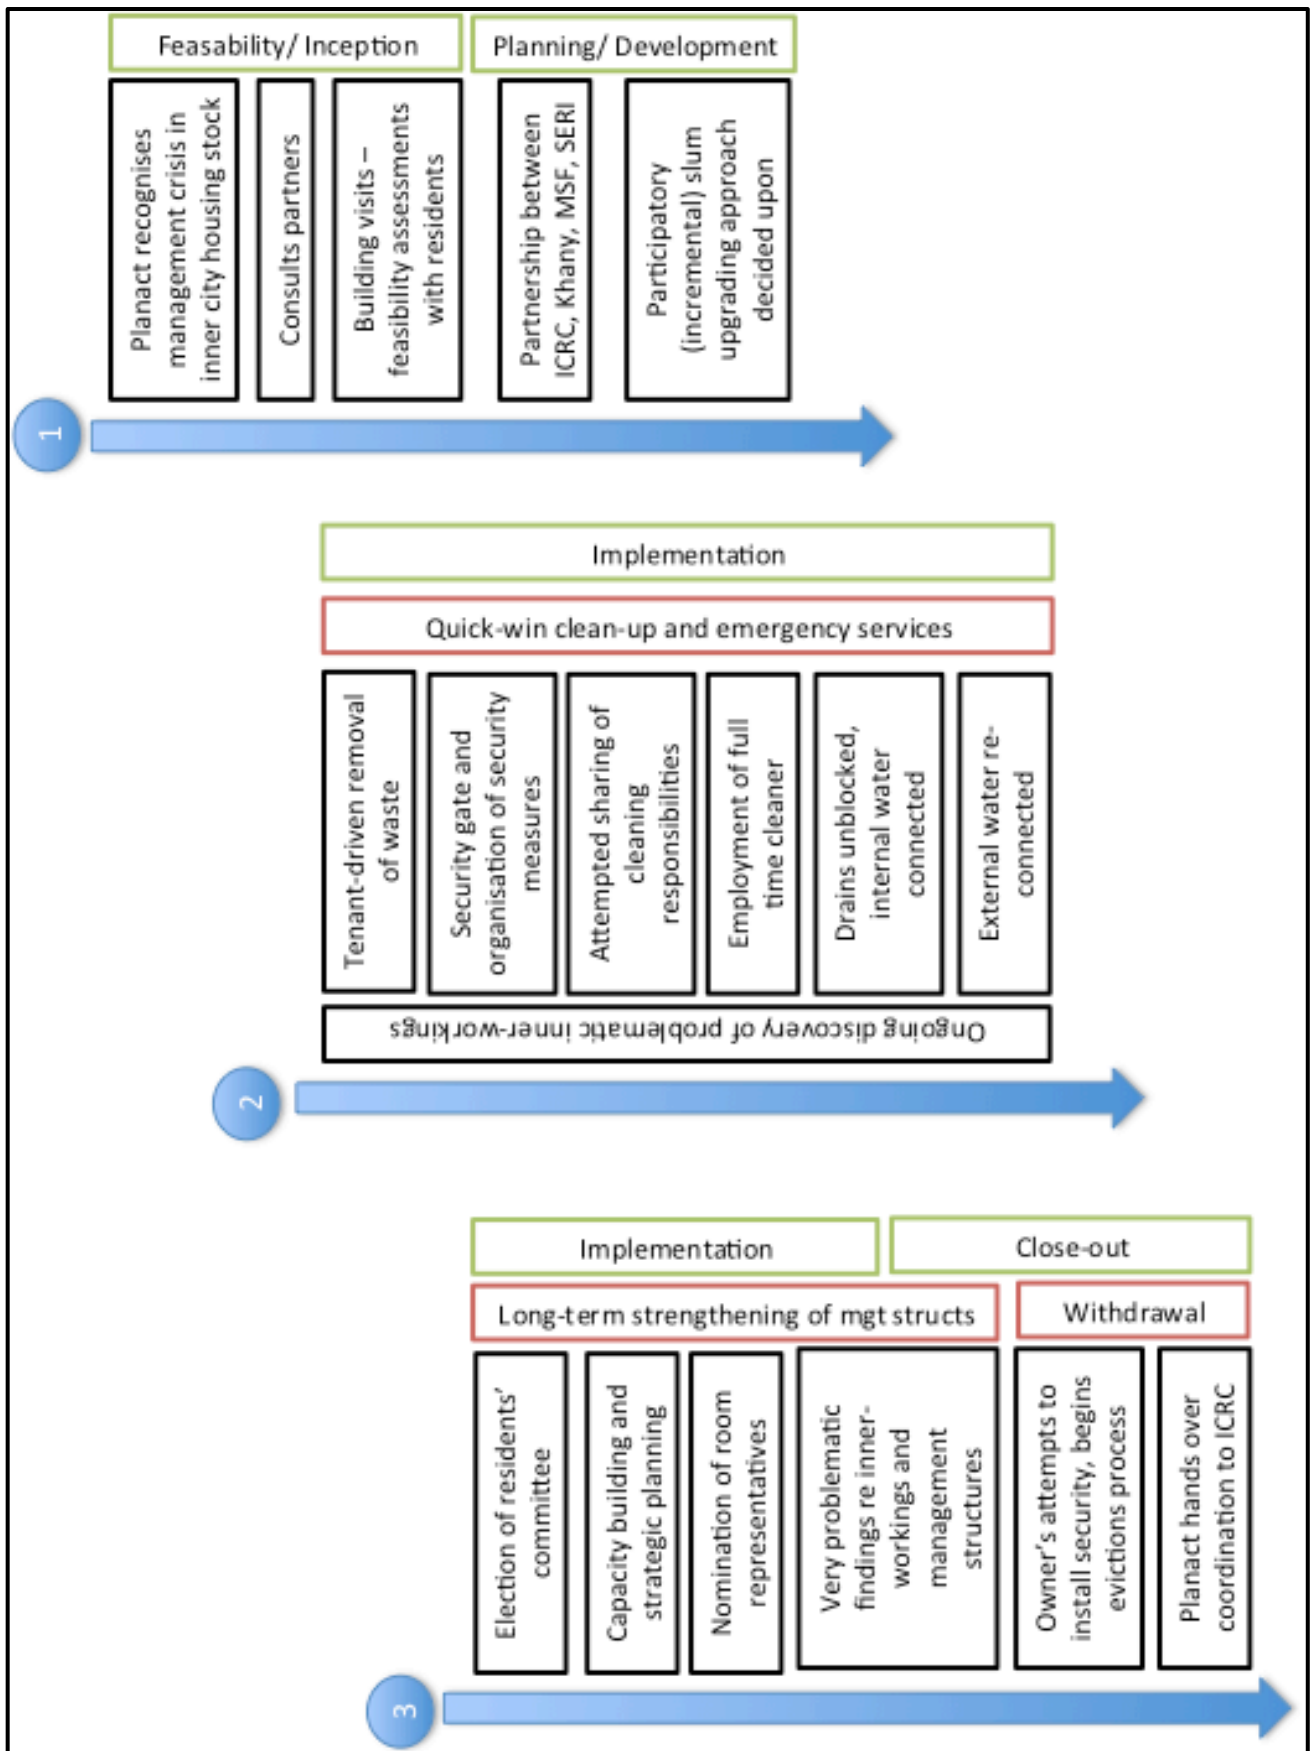 1
Feasability/ Inception
Planning/ Development
Planact recognises
management crisis in
inner city housing stock
Consults partners
Building visits –
feasibility assessments
with residents
Partnership between
ICRC, Khany, MSF, SERI
Participatory
(incremental) slum
upgrading approach
decided upon
2
Implementation
Quick-win clean-up and emergency services
Tenant-driven removal
of waste
Security gate and
organisation of security
measures
Attempted sharing of
cleaning
responsibilities
Employment of full
time cleaner
Drains unblocked,
internal water
connected
External water re-
connected
Ongoing discovery of problematic inner-workings
3
Implementation
Close-out
Long-term strengthening of mgt structs
Withdrawal
Election of residents’
committee
Capacity building and
strategic planning
Nomination of room
representatives
Very problematic
findings re inner-
workings and
management
structures
Owner’s attempts to
install security, begins
evictions process
Planact hands over
coordination to ICRC